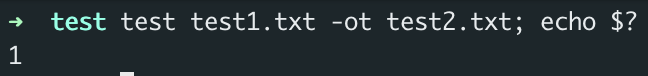 ➜ test test test1.txt -ot test2.txt; echo $?
1